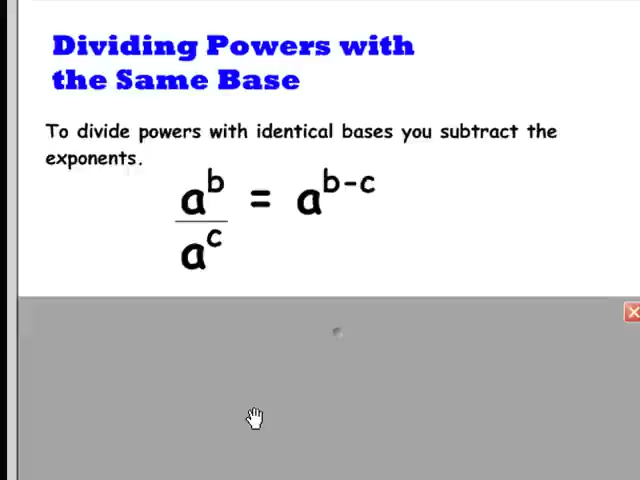 Dividing Powers with
the Same Base
To divide powers with identical bases you subtract the
exponents.
a^b / a^c = a^(b-c)